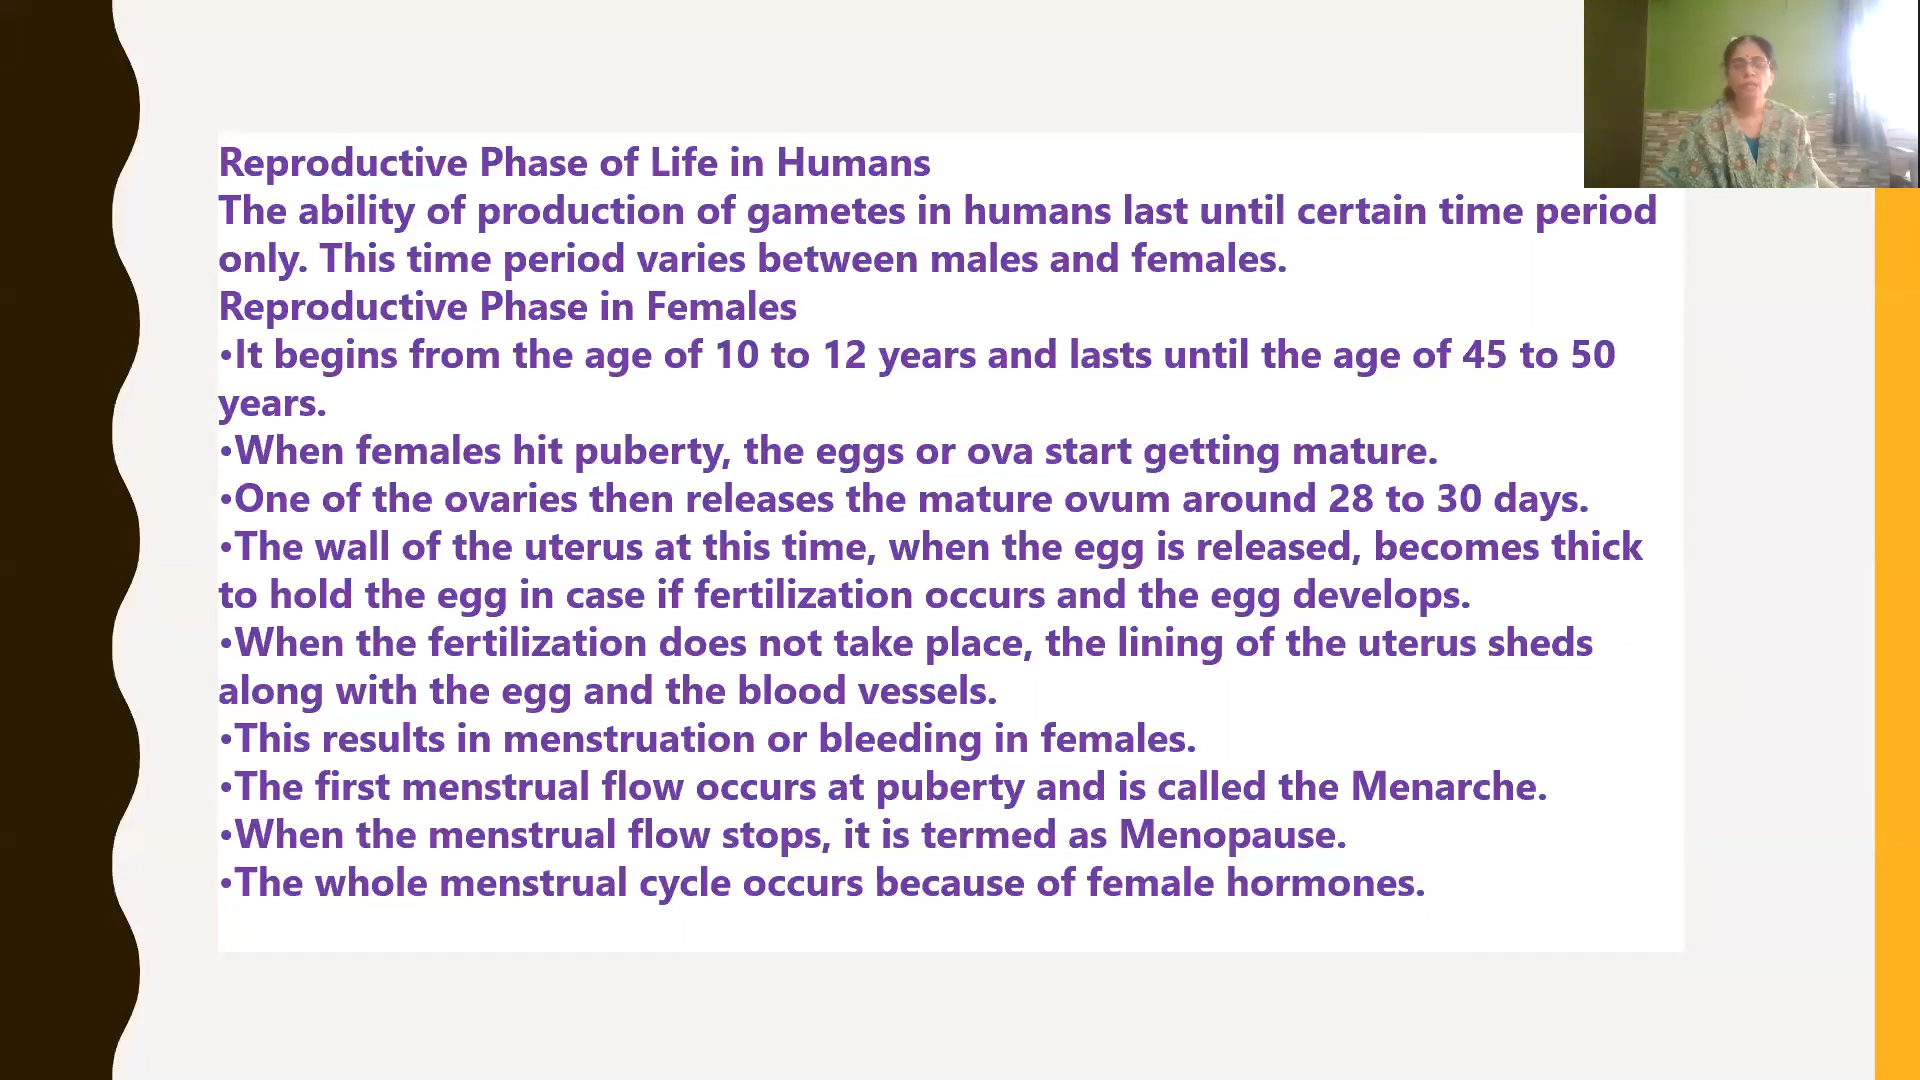 Reproductive Phase of Life in Humans
The ability of production of gametes in humans last until certain time period
only. This time period varies between males and females.
Reproductive Phase in Females
•It begins from the age of 10 to 12 years and lasts until the age of 45 to 50
years.
•When females hit puberty, the eggs or ova start getting mature.
•One of the ovaries then releases the mature ovum around 28 to 30 days.
•The wall of the uterus at this time, when the egg is released, becomes thick
to hold the egg in case if fertilization occurs and the egg develops.
•When the fertilization does not take place, the lining of the uterus sheds
along with the egg and the blood vessels.
•This results in menstruation or bleeding in females.
•The first menstrual flow occurs at puberty and is called the Menarche.
•When the menstrual flow stops, it is termed as Menopause.
•The whole menstrual cycle occurs because of female hormones.